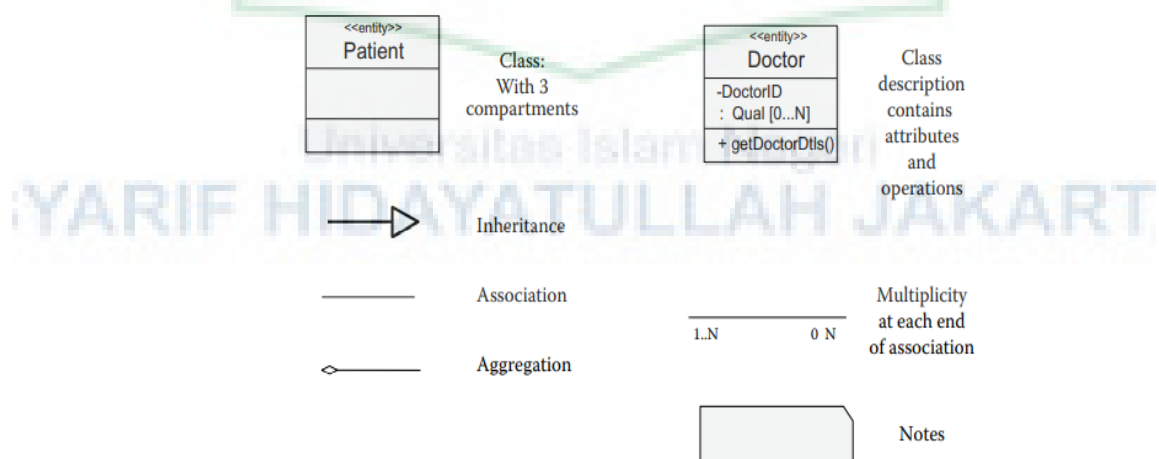 <<entity>>
Patient
Class:
With 3
compartments
<<entity>>
Doctor
-DoctorID
: Qual [0...N]
+ getDoctorDtls()
Class
description
contains
attributes
and
operations
Universitas Islam Negeri
SYARIF HIDAYATULLAH JAKARTA
Inheritance
Association
Aggregation
1..N
0 N
Multiplicity
at each end
of association
Notes